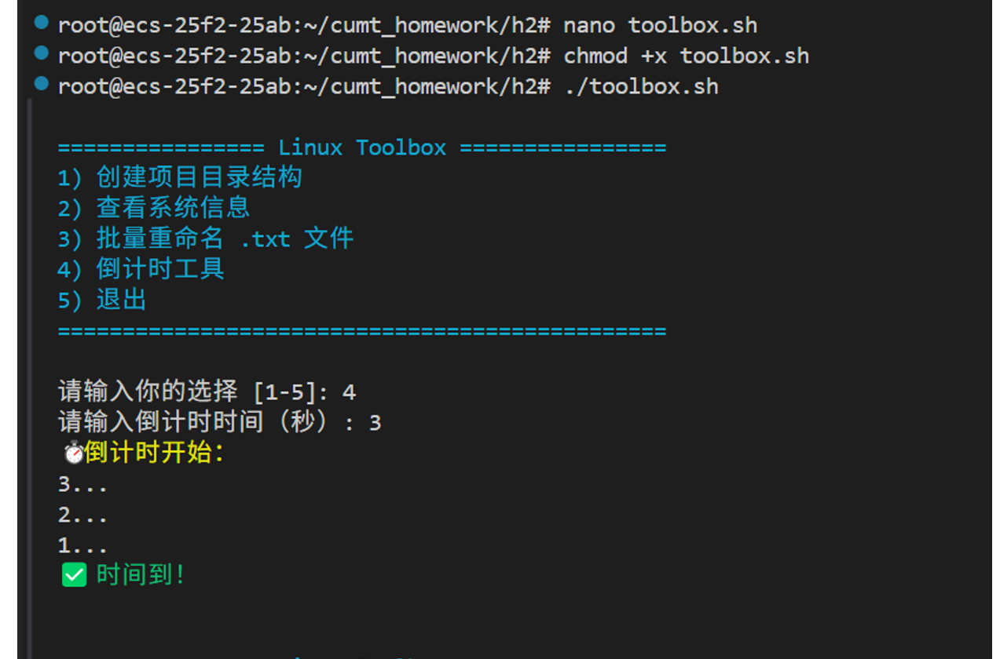 root@ecs-25f2-25ab:~/cumt_homework/h2# nano toolbox.sh
root@ecs-25f2-25ab:~/cumt_homework/h2# chmod +x toolbox.sh
root@ecs-25f2-25ab:~/cumt_homework/h2# ./toolbox.sh
================ Linux Toolbox ================
1) 创建项目目录结构
2) 查看系统信息
3) 批量重命名 .txt 文件
4) 倒计时工具
5) 退出
===============================================
请输入你的选择 [1-5]: 4
请输入倒计时时间（秒）: 3
⏱倒计时开始:
3...
2...
1...
✅ 时间到!